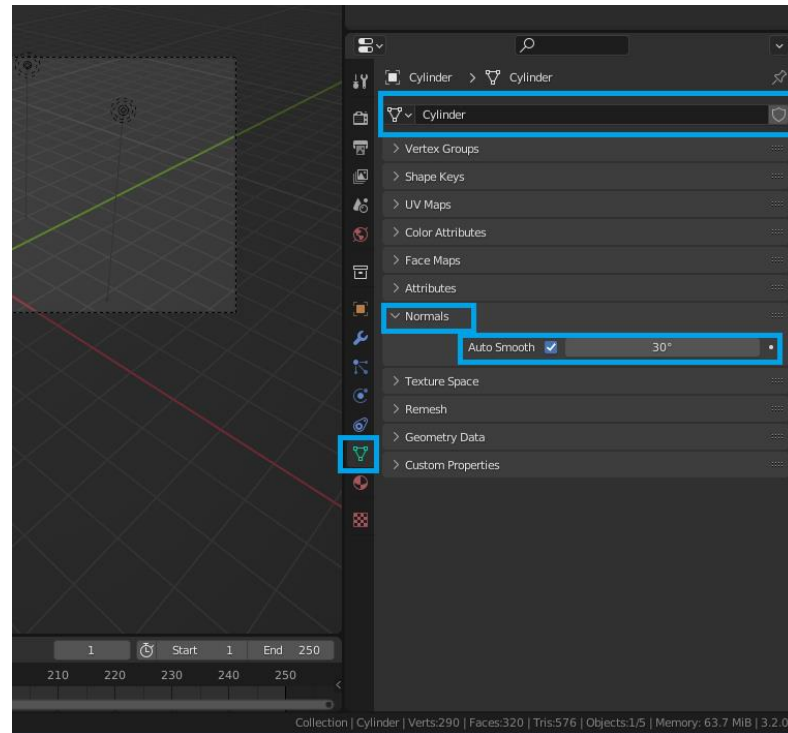 Cylinder > Cylinder
Cylinder
> Vertex Groups
> Shape Keys
> UV Maps
> Color Attributes
> Face Maps
> Attributes
Normals
Auto Smooth 30°
> Texture Space
> Remesh
> Geometry Data
> Custom Properties
1 Start 1 End 250
210 220 230 240 250
Collection | Cylinder | Verts:290 | Faces:320 | Tris:576 | Objects:1/5 | Memory: 63.7 MiB | 3.2.0